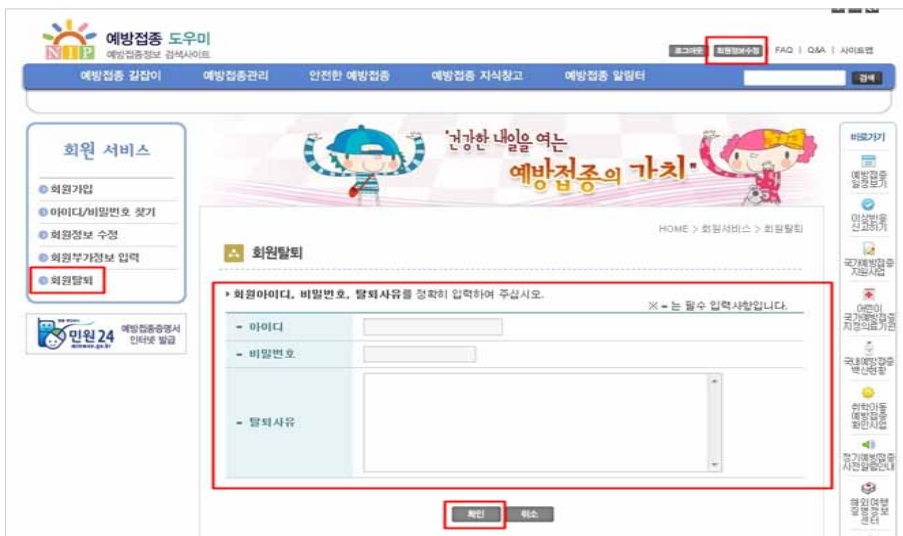 예방접종 도우미
NIP 예방접종정보 검색사이트
로그아웃 회원정보수정 FAQ | Q&A | 사이트맵
예방접종 길잡이 예방접종관리 안전한 예방접종 예방접종 지식창고 예방접종 알림터 검색
회원 서비스
회원가입
아이디/비밀번호 찾기
회원정보 수정
회원부가정보 입력
회원탈퇴
민원24 예방접종증명서
인터넷 발급
www.minwon.go.kr
"건강한 내일을 여는
예방접종의 가치"
HOME > 회원서비스 > 회원탈퇴
회원탈퇴
회원아이디, 비밀번호, 탈퇴사유를 정확히 입력하여 주십시오.
※ - 는 필수 입력사항입니다.
- 아이디
- 비밀번호
- 탈퇴사유
확인 취소
바로가기
예방접종
일정보기
이상반응
신고하기
국가예방접종
지원사업
어린이
국가예방접종
지정의료기관
국내예방접종
백신현황
취학아동
예방접종
확인사업
정기예방접종
사전알림안내
해외여행
질병정보
센터